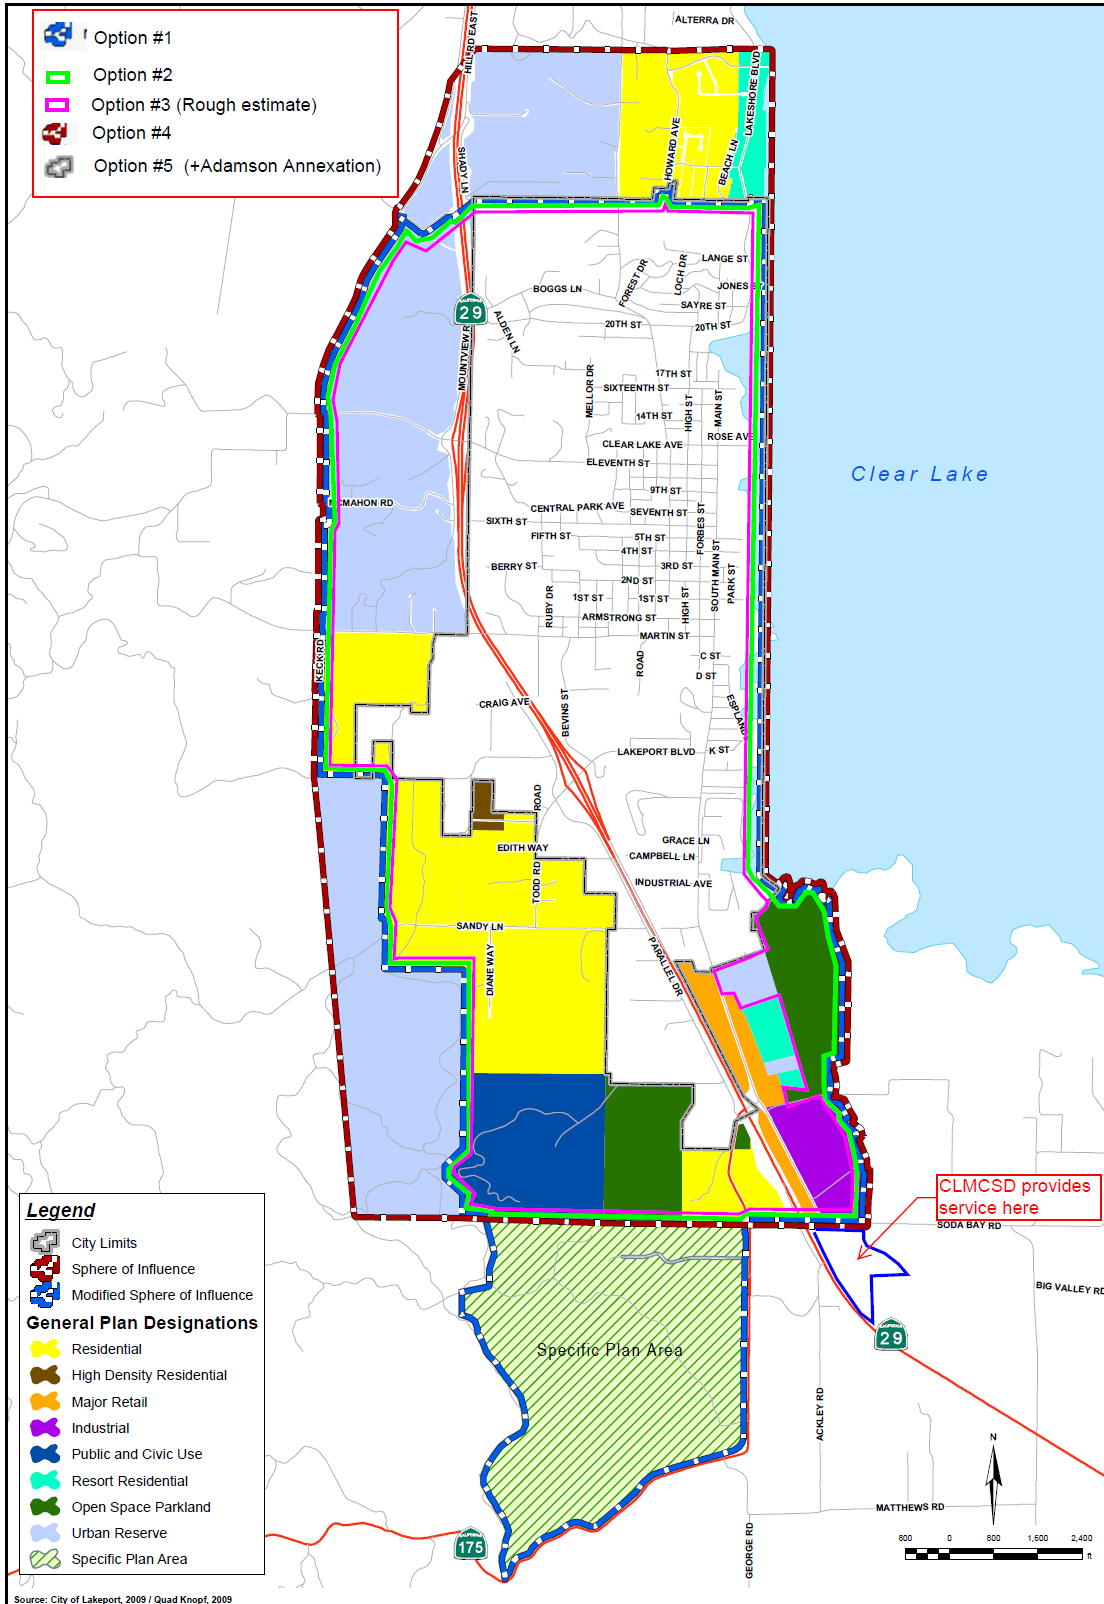 Option #1
Option #2
Option #3 (Rough estimate)
Option #4
Option #5 (+Adamson Annexation)
HILL RD EAST
ALTERRA DR
LAKESHORE BLVD
HOWARD AVE
BEACH LN
SHADY LN
LANGE ST
LOCH DR
FOREST DR
BOGGS LN
JONES ST
SAYRE ST
CALIFORNIA
29
ALDEN LN
20TH ST
20TH ST
MOUNTVIEW R
17TH ST
MELLOR DR
SIXTEENTH ST
HIGH ST
MAIN ST
14TH ST
ROSE AVE
CLEAR LAKE AVE
ELEVENTH ST
Clear Lake
9TH ST
MCMAHON RD
CENTRAL PARK AVE
SEVENTH ST
FORBES ST
SIXTH ST
FIFTH ST
5TH ST
4TH ST
SOUTH MAIN ST
BERRY ST
3RD ST
PARK ST
2ND ST
RUBY DR
1ST ST
1ST ST
HIGH ST
ARMSTRONG ST
MARTIN ST
KECK RD
ROAD
C ST
D ST
CRAIG AVE
BEVINS ST
ESPLAND
LAKEPORT BLVD
K ST
ROAD
GRACE LN
EDITH WAY
CAMPBELL LN
TODD RD
INDUSTRIAL AVE
SANDY LN
DIANE WAY
PARALLEL DR
CLMCSD provides
service here
SODA BAY RD
BIG VALLEY RD
CALIFORNIA
29
Specific Plan Area
ACKLEY RD
Legend
City Limits
Sphere of Influence
Modified Sphere of Influence
General Plan Designations
Residential
High Density Residential
Major Retail
Industrial
Public and Civic Use
Resort Residential
Open Space Parkland
Urban Reserve
Specific Plan Area
N
MATTHEWS RD
CALIFORNIA
175
GEORGE RD
800 0 800 1,600 2,400
ft
Source: City of Lakeport, 2009 / Quad Knopf, 2009